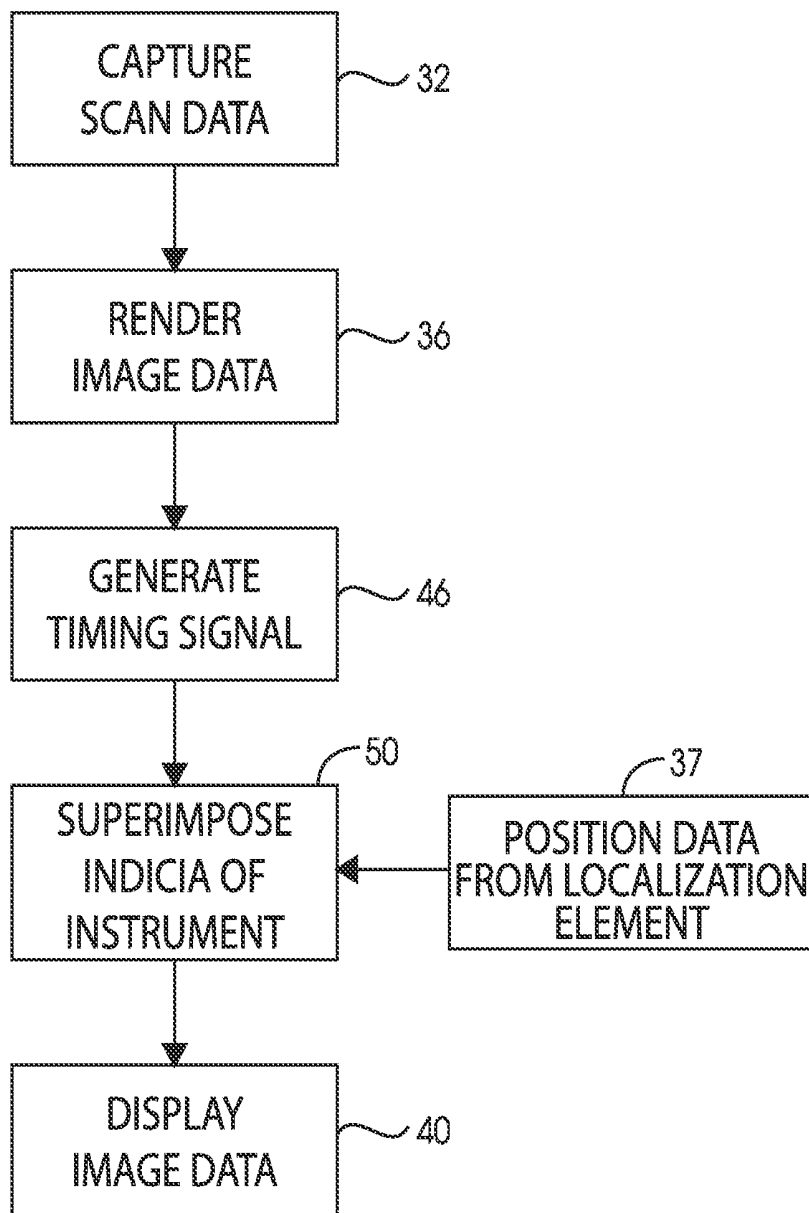 CAPTURE
SCAN DATA
32
RENDER
IMAGE DATA
36
GENERATE
TIMING SIGNAL
46
50
SUPERIMPOSE
INDICIA OF
INSTRUMENT
37
POSITION DATA
FROM LOCALIZATION
ELEMENT
DISPLAY
IMAGE DATA
40